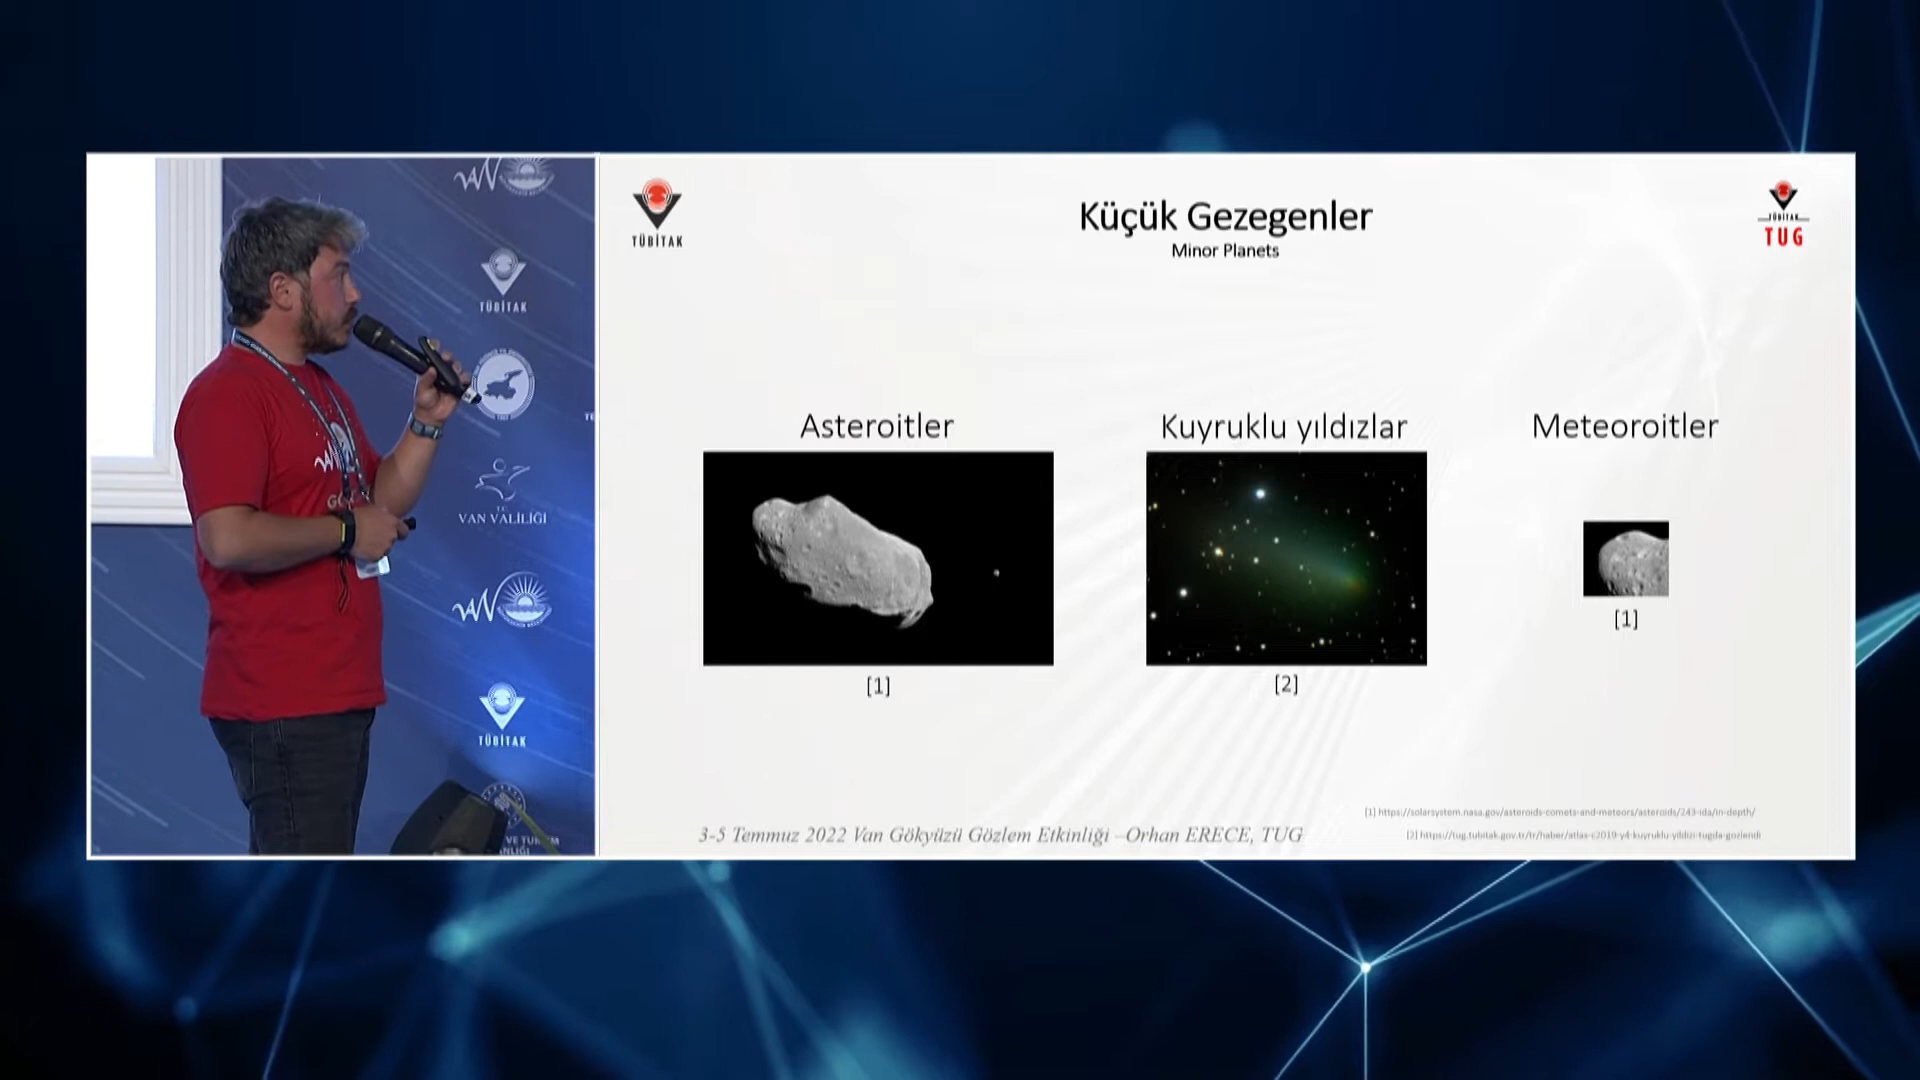 VAN
TÜBİTAK
T.C.
VAN VALİLİĞİ
VAN
TÜBİTAK
TÜBİTAK
Küçük Gezegenler
Minor Planets
TÜBİTAK
TUG
Asteroitler
Kuyruklu yıldızlar
Meteoroitler
[1]
[2]
[1]
[1] https://solarsystem.nasa.gov/asteroids-comets-and-meteors/asteroids/243-ida/in-depth/
[2] https://tug.tubitak.gov.tr/tr/haber/atlas-c2019-y4-kuyruklu-yildizi-tugda-gozlendi
3-5 Temmuz 2022 Van Gökyüzü Gözlem Etkinliği –Orhan ERECE, TUG